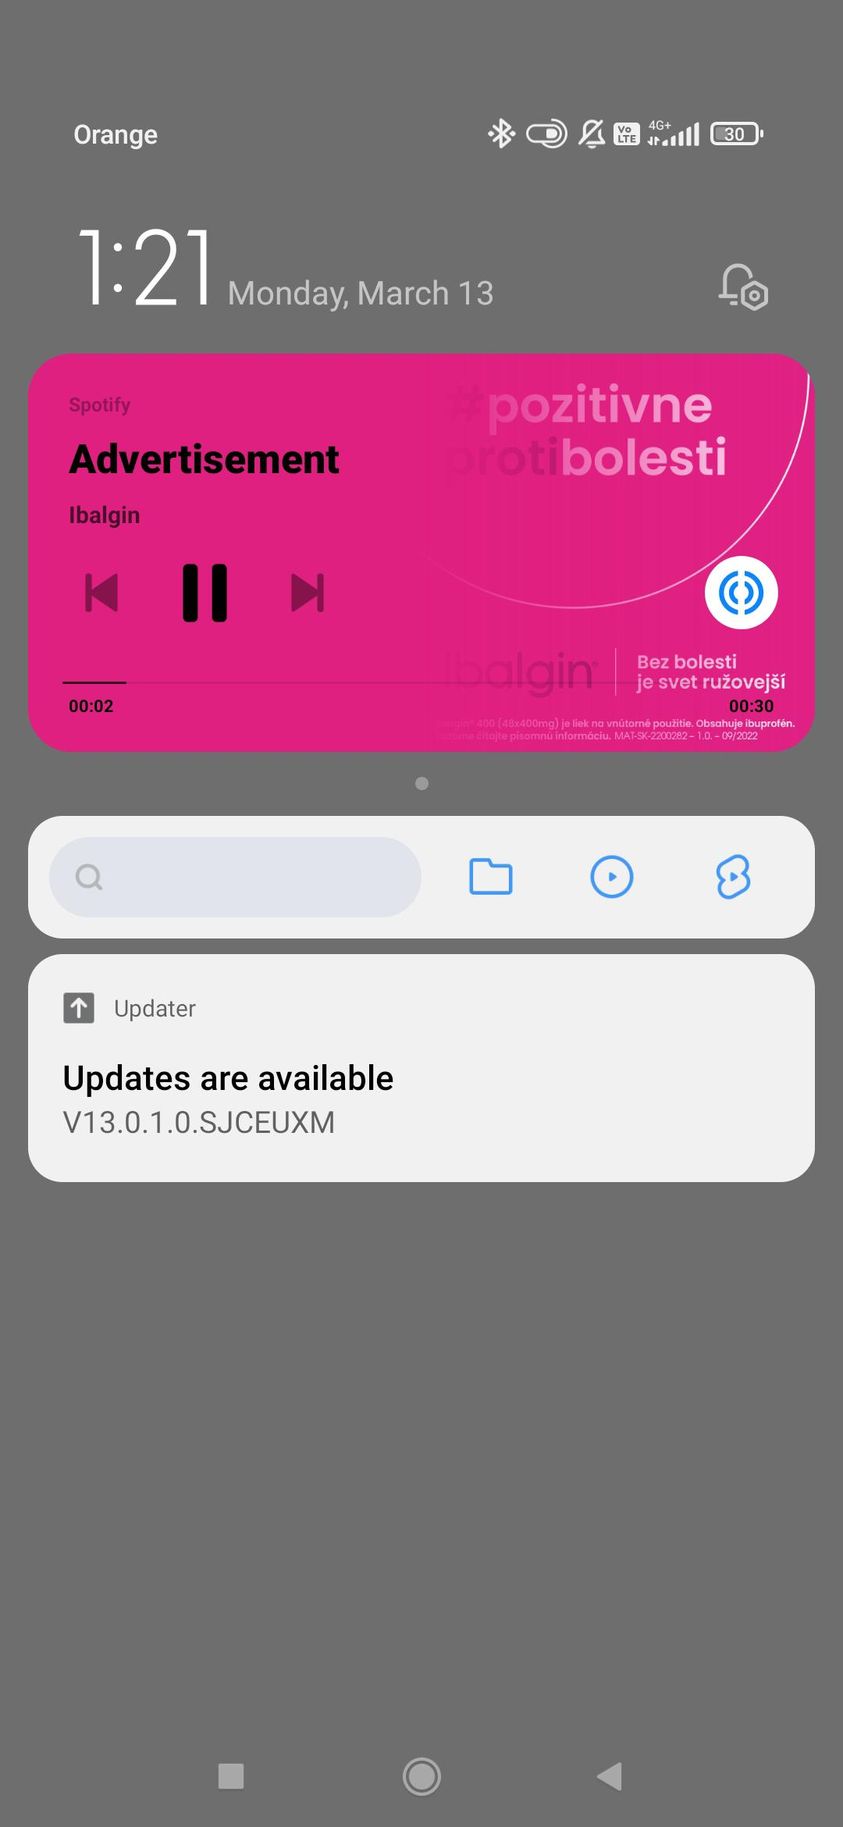 Orange
Vo
LTE
4G+
30
1:21 Monday, March 13
Spotify
#pozitivne
protibolesti
Advertisement
Ibalgin
Ibalgin
Bez bolesti
je svet ružovejší
00:02
00:30
400 (48x400mg) je liek na vnútorné použitie. Obsahuje ibuprofén.
čítajte písomnú informáciu. MAT-SK-2200282 – 1.0. – 09/2022
Updater
Updates are available
V13.0.1.0.SJCEUXM